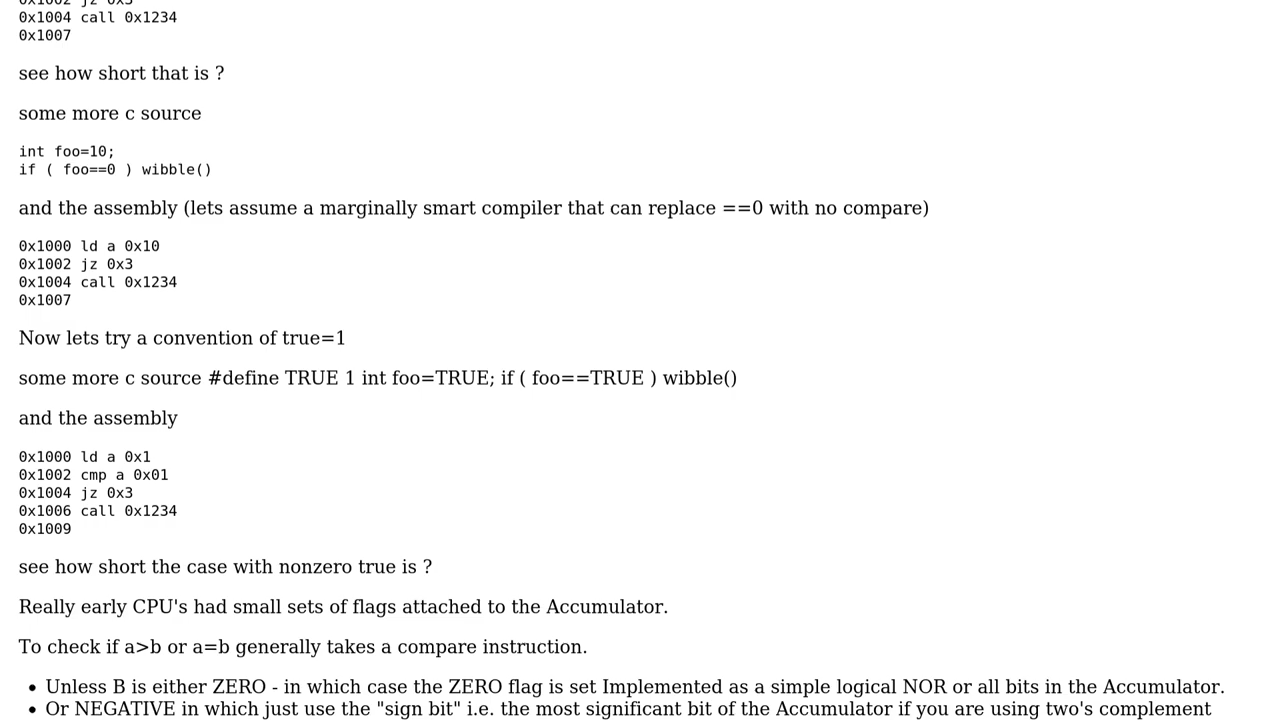 0x1002 jz 0x3
0x1004 call 0x1234
0x1007
see how short that is ?
some more c source
int foo=10;
if ( foo==0 ) wibble()
and the assembly (lets assume a marginally smart compiler that can replace ==0 with no compare)
0x1000 ld a 0x10
0x1002 jz 0x3
0x1004 call 0x1234
0x1007
Now lets try a convention of true=1
some more c source #define TRUE 1 int foo=TRUE; if ( foo==TRUE ) wibble()
and the assembly
0x1000 ld a 0x1
0x1002 cmp a 0x01
0x1004 jz 0x3
0x1006 call 0x1234
0x1009
see how short the case with nonzero true is ?
Really early CPU's had small sets of flags attached to the Accumulator.
To check if a>b or a=b generally takes a compare instruction.
• Unless B is either ZERO - in which case the ZERO flag is set Implemented as a simple logical NOR or all bits in the Accumulator.
• Or NEGATIVE in which just use the "sign bit" i.e. the most significant bit of the Accumulator if you are using two's complement